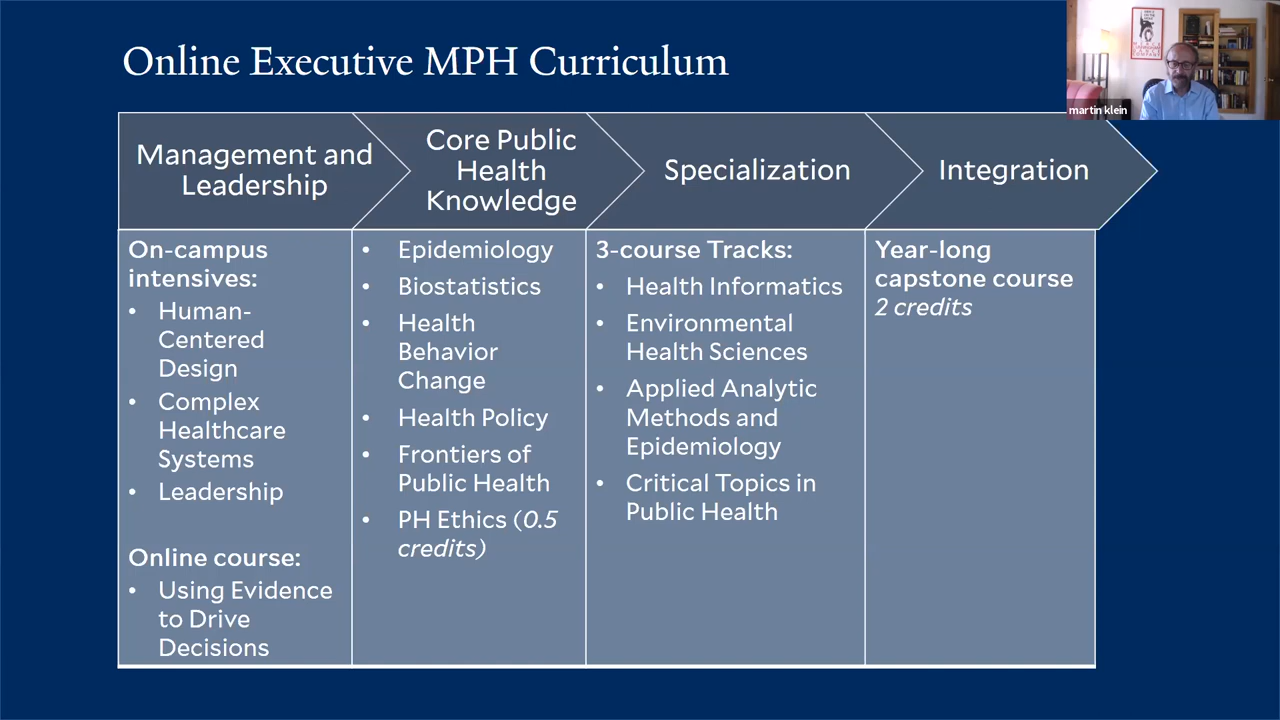 Online Executive MPH Curriculum
martin klein
Management and
Leadership
Core Public
Health
Knowledge
Specialization
Integration
On-campus
intensives:
• Human-
Centered
Design
• Complex
Healthcare
Systems
• Leadership
Online course:
• Using Evidence
to Drive
Decisions
• Epidemiology
• Biostatistics
• Health
Behavior
Change
• Health Policy
• Frontiers of
Public Health
• PH Ethics (0.5
credits)
3-course Tracks:
• Health Informatics
• Environmental
Health Sciences
• Applied Analytic
Methods and
Epidemiology
• Critical Topics in
Public Health
Year-long
capstone course
2 credits